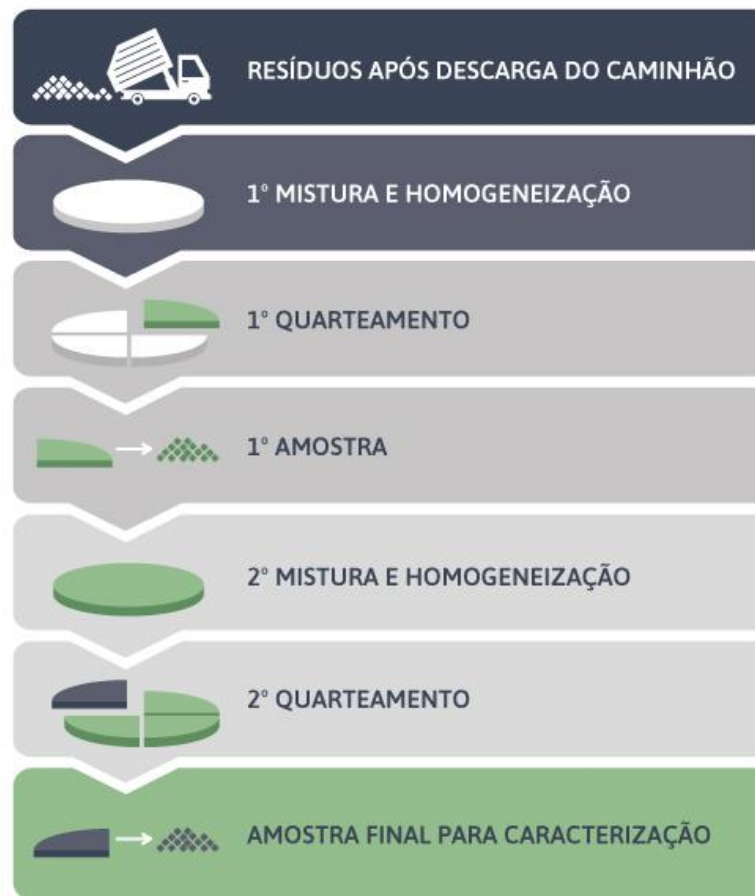 RESÍDUOS APÓS DESCARGA DO CAMINHÃO
1° MISTURA E HOMOGENEIZAÇÃO
1° QUARTEAMENTO
1° AMOSTRA
2° MISTURA E HOMOGENEIZAÇÃO
2° QUARTEAMENTO
AMOSTRA FINAL PARA CARACTERIZAÇÃO